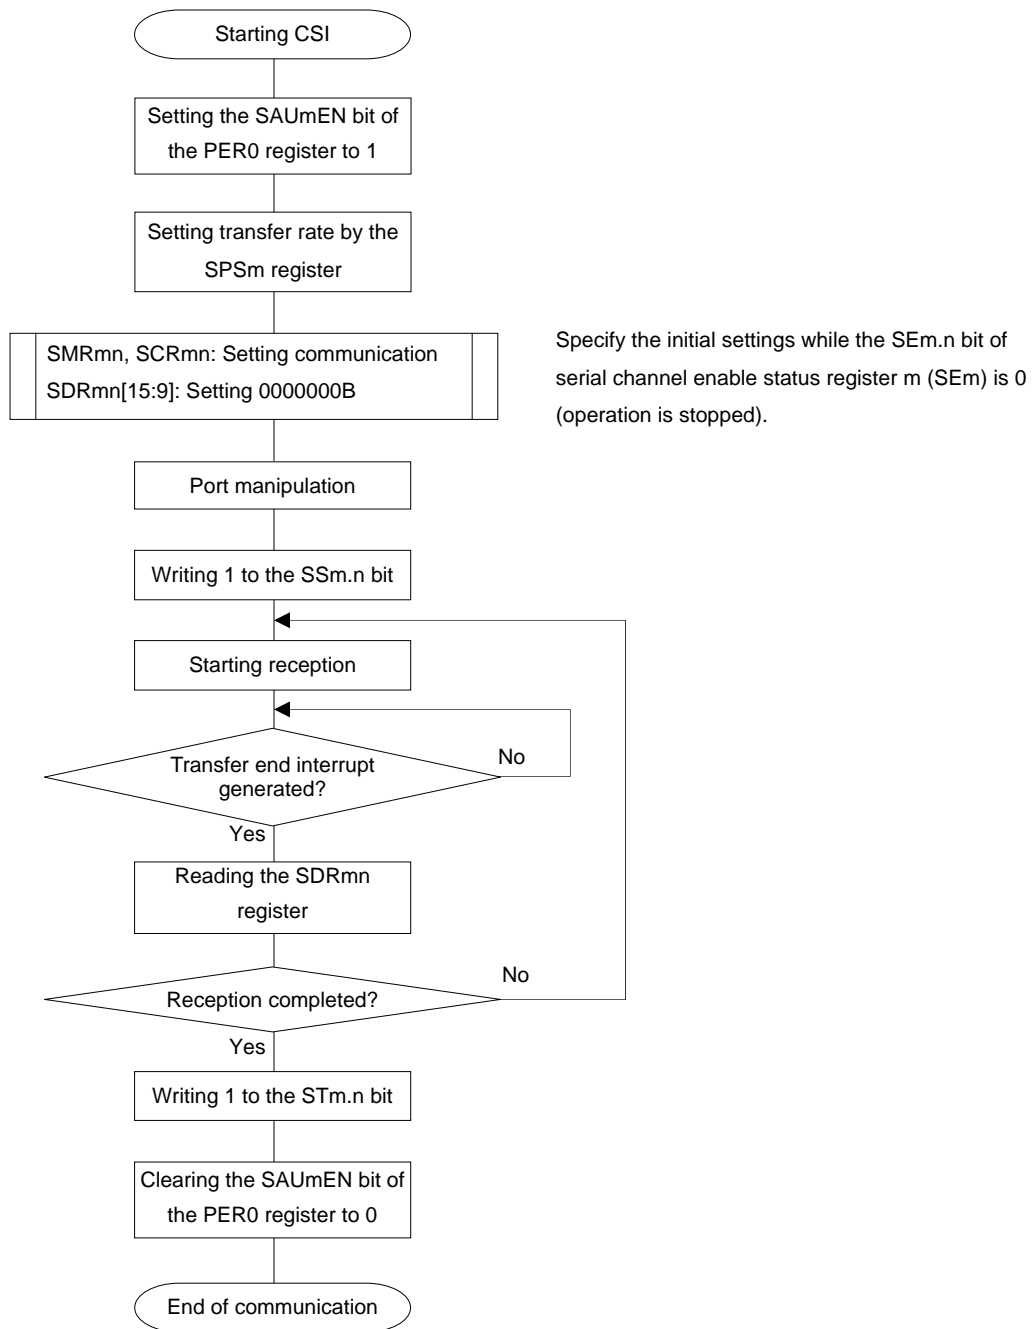 Starting CSI
Setting the SAUmEN bit of
the PER0 register to 1
Setting transfer rate by the
SPSm register
SMRmn, SCRmn: Setting communication
SDRmn[15:9]: Setting 0000000B
Specify the initial settings while the SEm.n bit of
serial channel enable status register m (SEm) is 0
(operation is stopped).
Port manipulation
Writing 1 to the SSm.n bit
Starting reception
Transfer end interrupt
generated?
No
Yes
Reading the SDRmn
register
Reception completed?
No
Yes
Writing 1 to the STm.n bit
Clearing the SAUmEN bit of
the PER0 register to 0
End of communication